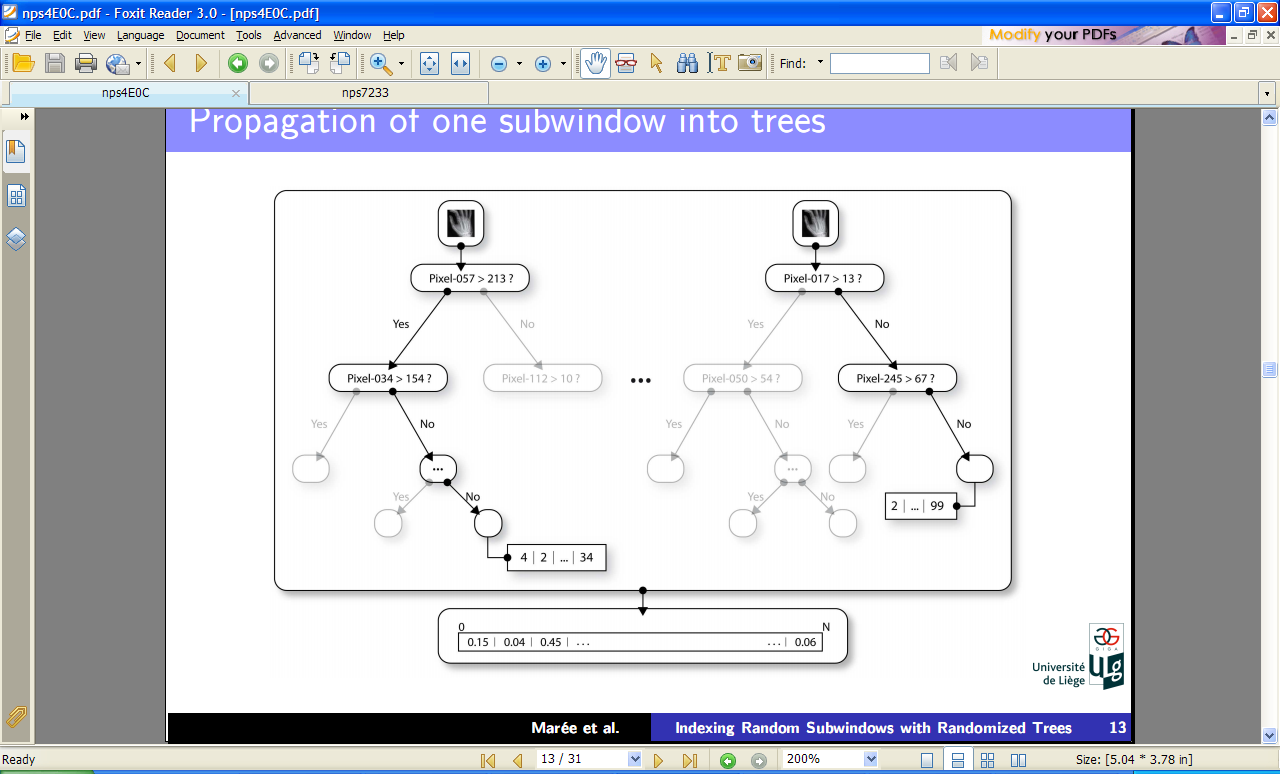 nps4E0C.pdf - Foxit Reader 3.0 - [nps4E0C.pdf]
File Edit View Language Document Tools Advanced Window Help
Modify your PDFs
Find:
nps4E0C
nps7233
Propagation of one subwindow into trees
Pixel-057 > 213 ?
Pixel-017 > 13 ?
Yes No Yes No
Pixel-034 > 154 ? Pixel-112 > 10 ? ... Pixel-050 > 54 ? Pixel-245 > 67 ?
Yes No Yes No Yes No
... ...
Yes No Yes No
2 | ... | 99
4 | 2 | ... | 34
0 N
0.15 | 0.04 | 0.45 | ... ... | 0.06
GIGA
Université
de Liège
ULg
Marée et al. Indexing Random Subwindows with Randomized Trees 13
Ready 13 / 31 200% Size: [5.04 * 3.78 in]